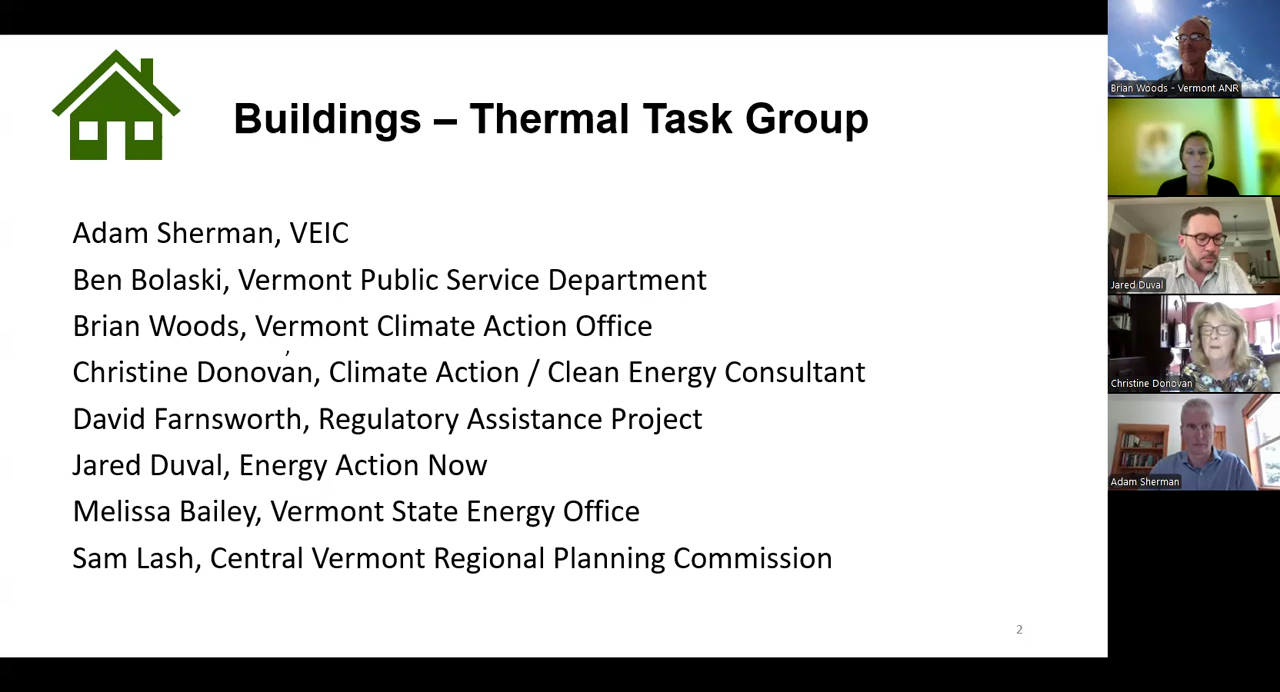 Buildings – Thermal Task Group
Adam Sherman, VEIC
Ben Bolaski, Vermont Public Service Department
Brian Woods, Vermont Climate Action Office
,
Christine Donovan, Climate Action / Clean Energy Consultant
David Farnsworth, Regulatory Assistance Project
Jared Duval, Energy Action Now
Melissa Bailey, Vermont State Energy Office
Sam Lash, Central Vermont Regional Planning Commission
2
Brian Woods - Vermont ANR
Jared Duval
Christine Donovan
Adam Sherman